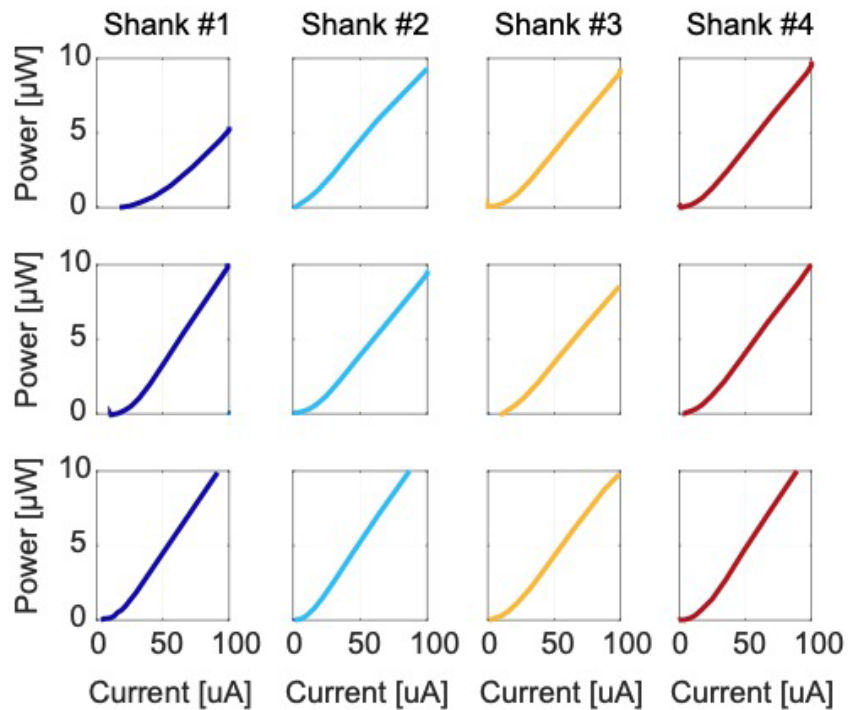 Shank #1 Shank #2 Shank #3 Shank #4
Power [µW] 10 5 0
Power [µW] 10 5 0
Power [µW] 10 5 0
0 50 100 0 50 100 0 50 100 0 50 100
Current [uA] Current [uA] Current [uA] Current [uA]